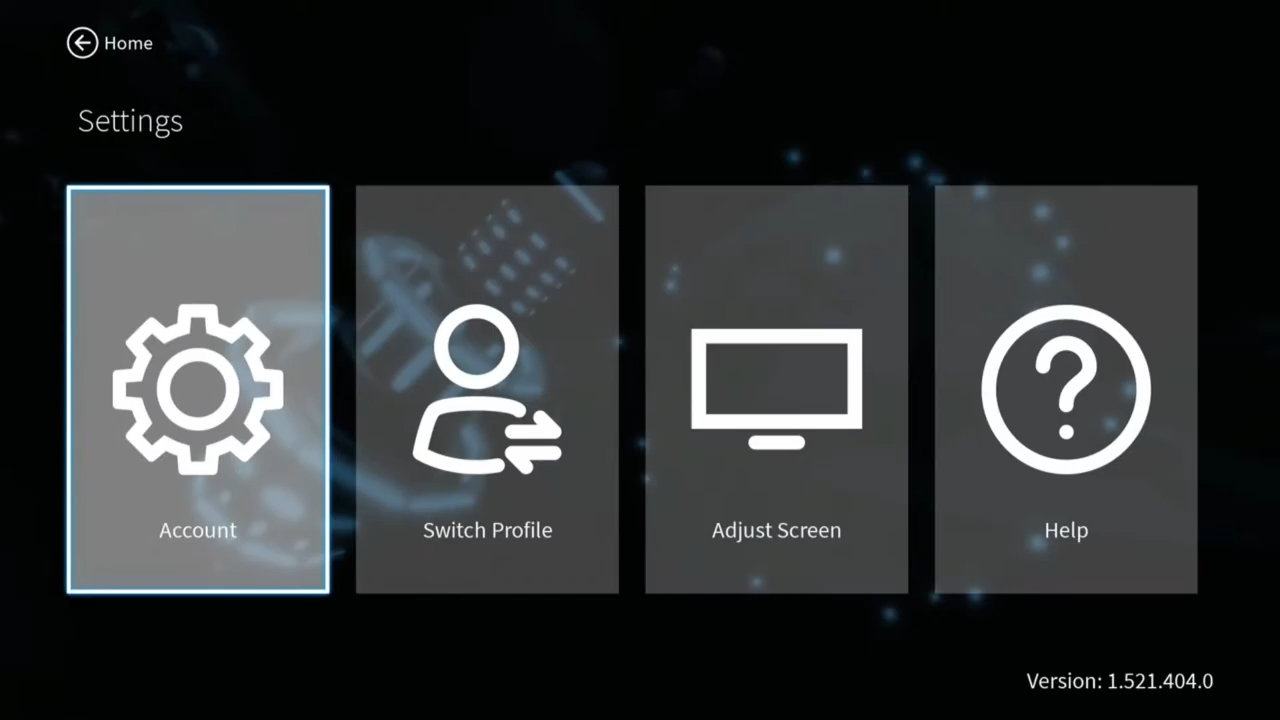 Home
Settings
Account
Switch Profile
Adjust Screen
Help
Version: 1.521.404.0